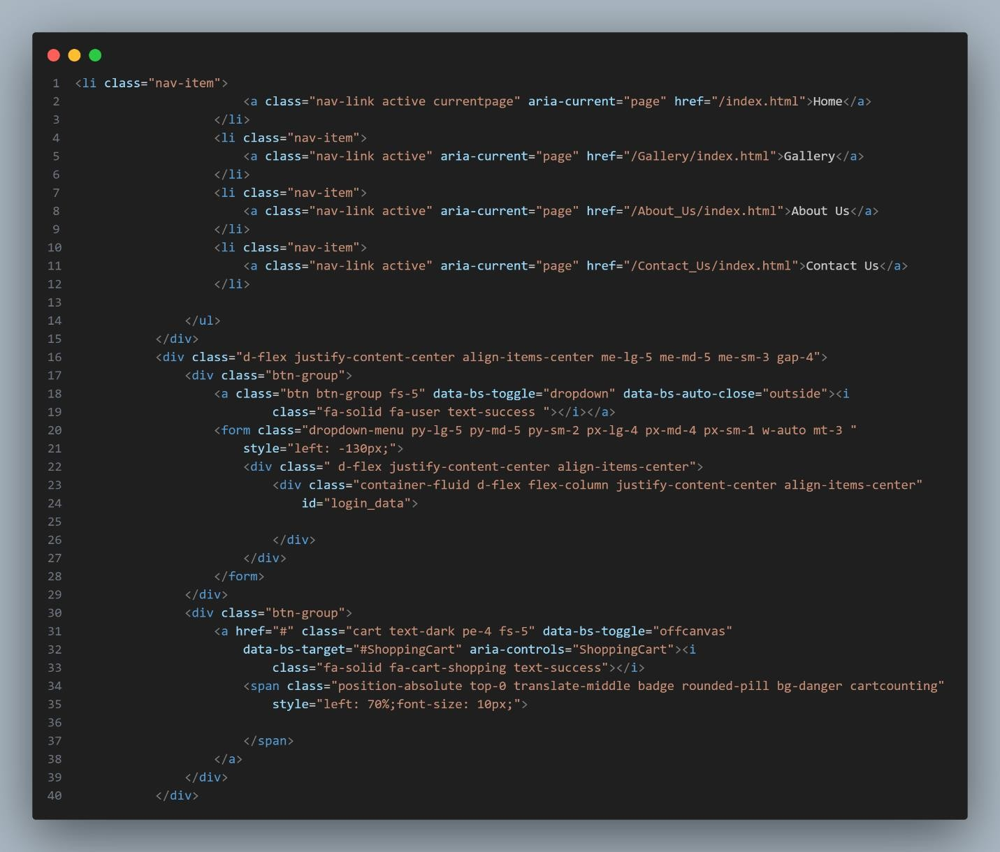 1 <li class="nav-item">
2 <a class="nav-link active currentpage" aria-current="page" href="/index.html">Home</a>
3 </li>
4 <li class="nav-item">
5 <a class="nav-link active" aria-current="page" href="/Gallery/index.html">Gallery</a>
6 </li>
7 <li class="nav-item">
8 <a class="nav-link active" aria-current="page" href="/About_Us/index.html">About Us</a>
9 </li>
10 <li class="nav-item">
11 <a class="nav-link active" aria-current="page" href="/Contact_Us/index.html">Contact Us</a>
12 </li>
13
14 </ul>
15 </div>
16 <div class="d-flex justify-content-center align-items-center me-lg-5 me-md-5 me-sm-3 gap-4">
17 <div class="btn-group">
18 <a class="btn btn-group fs-5" data-bs-toggle="dropdown" data-bs-auto-close="outside"><i
19 class="fa-solid fa-user text-success "></i></a>
20 <form class="dropdown-menu py-lg-5 py-md-5 py-sm-2 px-lg-4 px-md-4 px-sm-1 w-auto mt-3 "
21 style="left: -130px;">
22 <div class=" d-flex justify-content-center align-items-center">
23 <div class="container-fluid d-flex flex-column justify-content-center align-items-center"
24 id="login_data">
25
26 </div>
27 </div>
28 </form>
29 </div>
30 <div class="btn-group">
31 <a href="#" class="cart text-dark pe-4 fs-5" data-bs-toggle="offcanvas"
32 data-bs-target="#ShoppingCart" aria-controls="ShoppingCart"><i
33 class="fa-solid fa-cart-shopping text-success"></i>
34 <span class="position-absolute top-0 translate-middle badge rounded-pill bg-danger cartcounting"
35 style="left: 70%;font-size: 10px;">
36
37 </span>
38 </a>
39 </div>
40 </div>